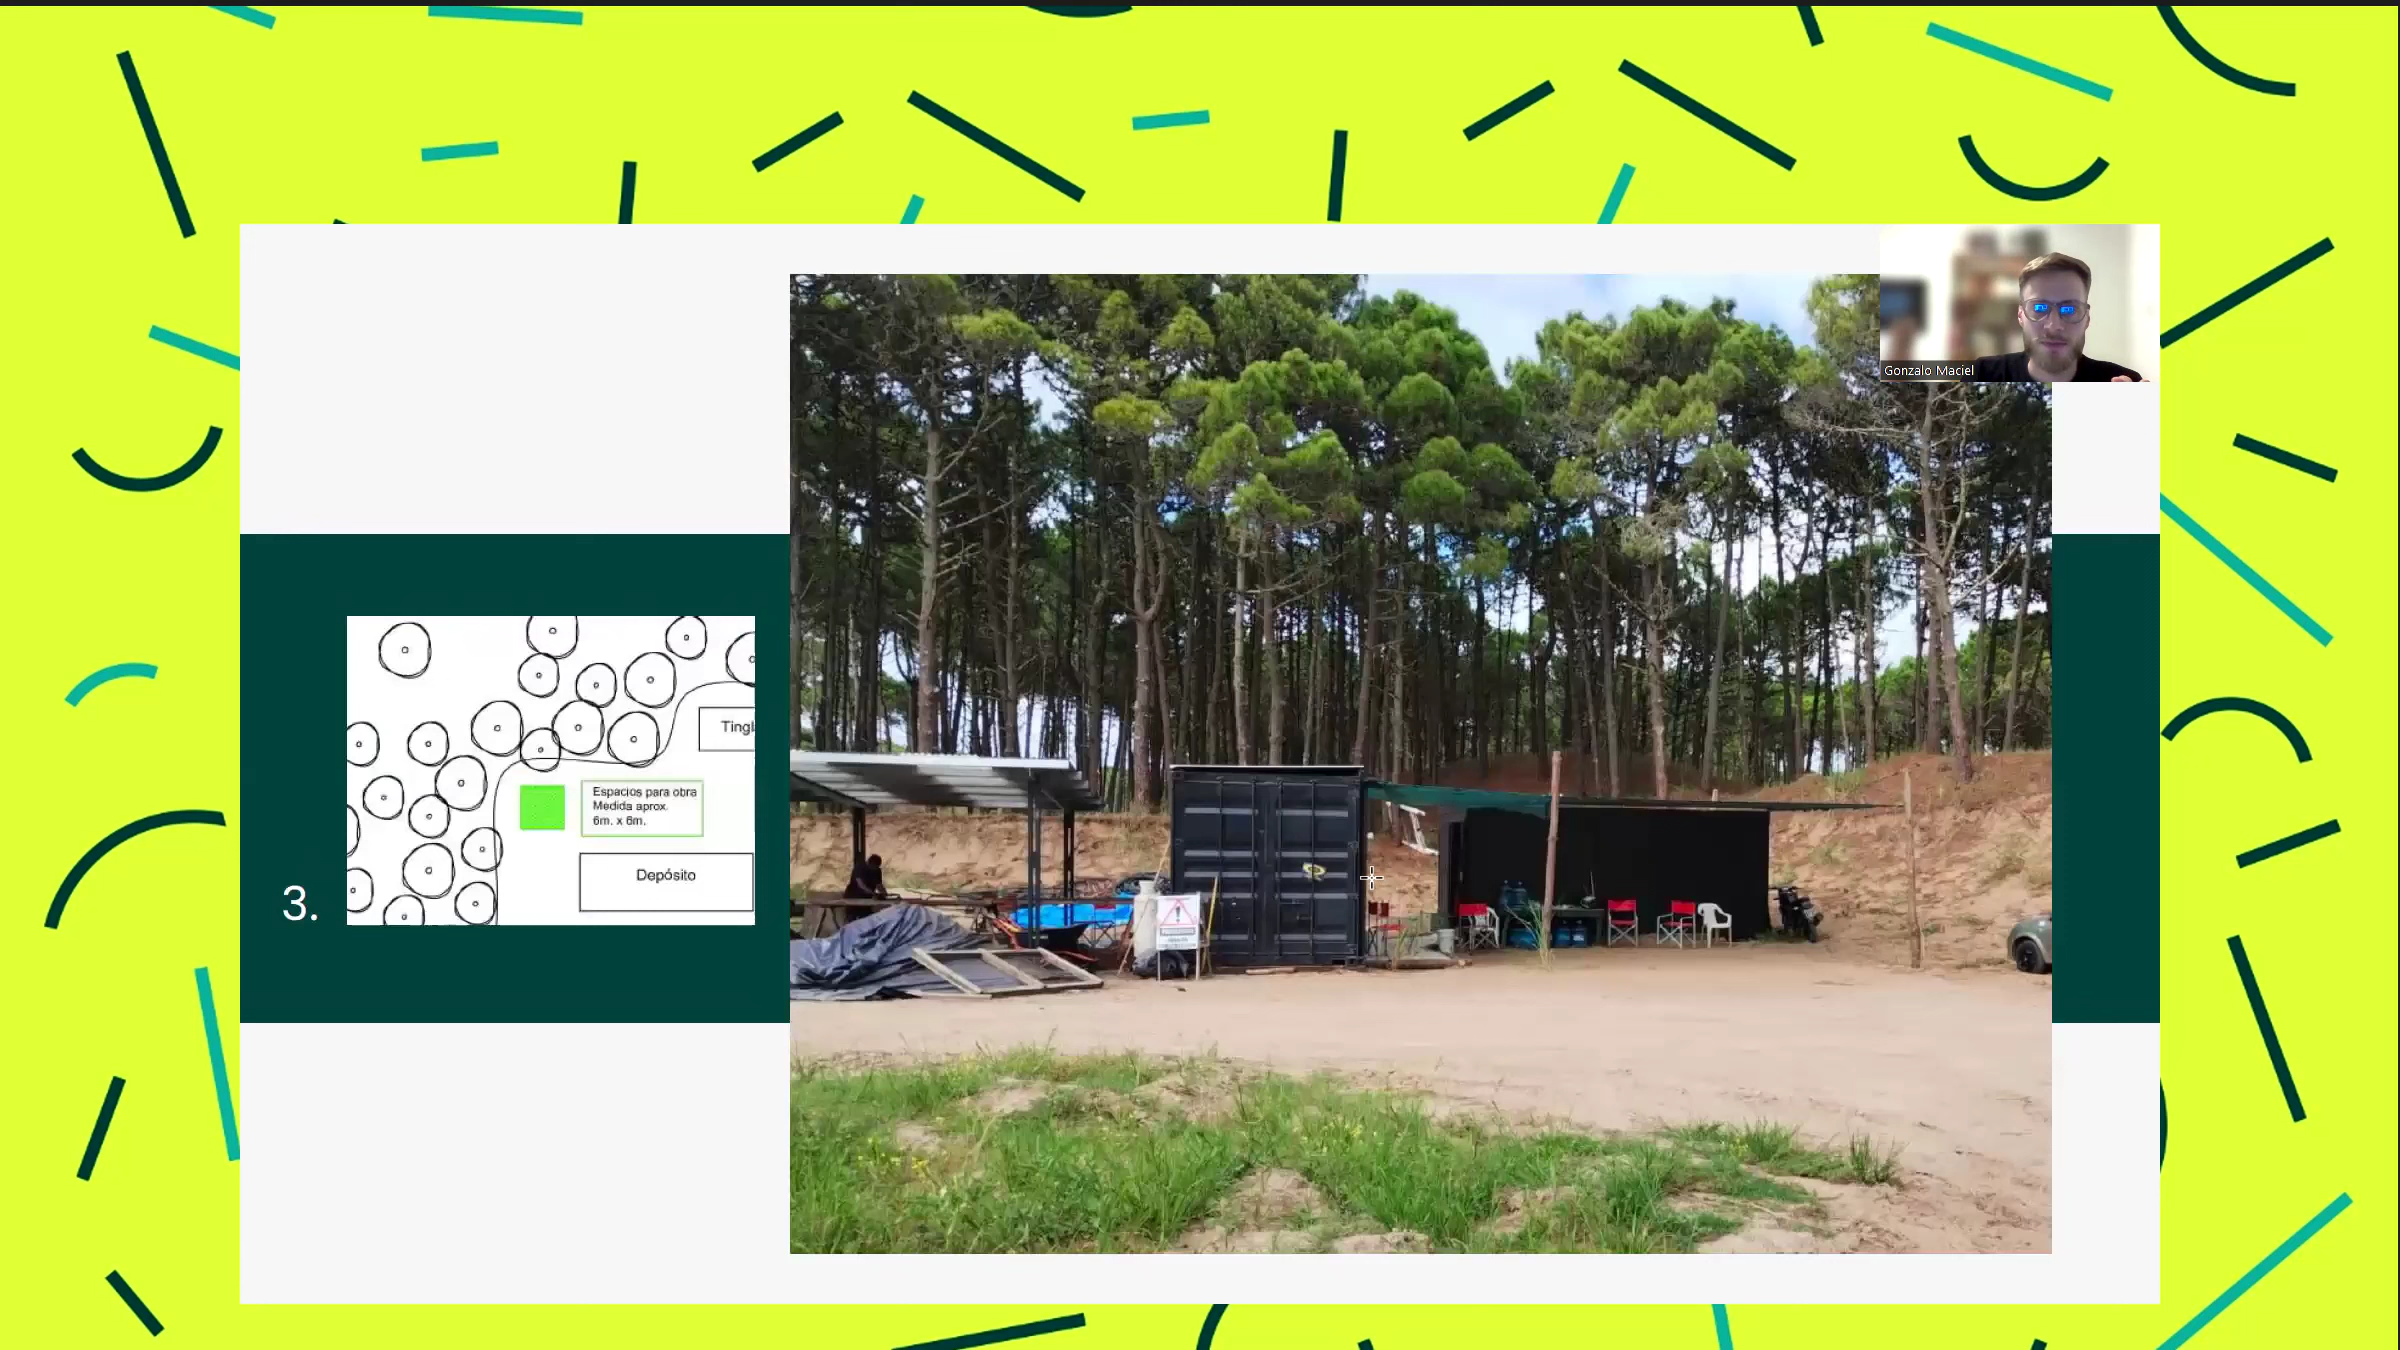 Gonzalo Maciel
Tingl
Espacios para obra
Medida aprox.
6m. x 6m.
Depósito
3.